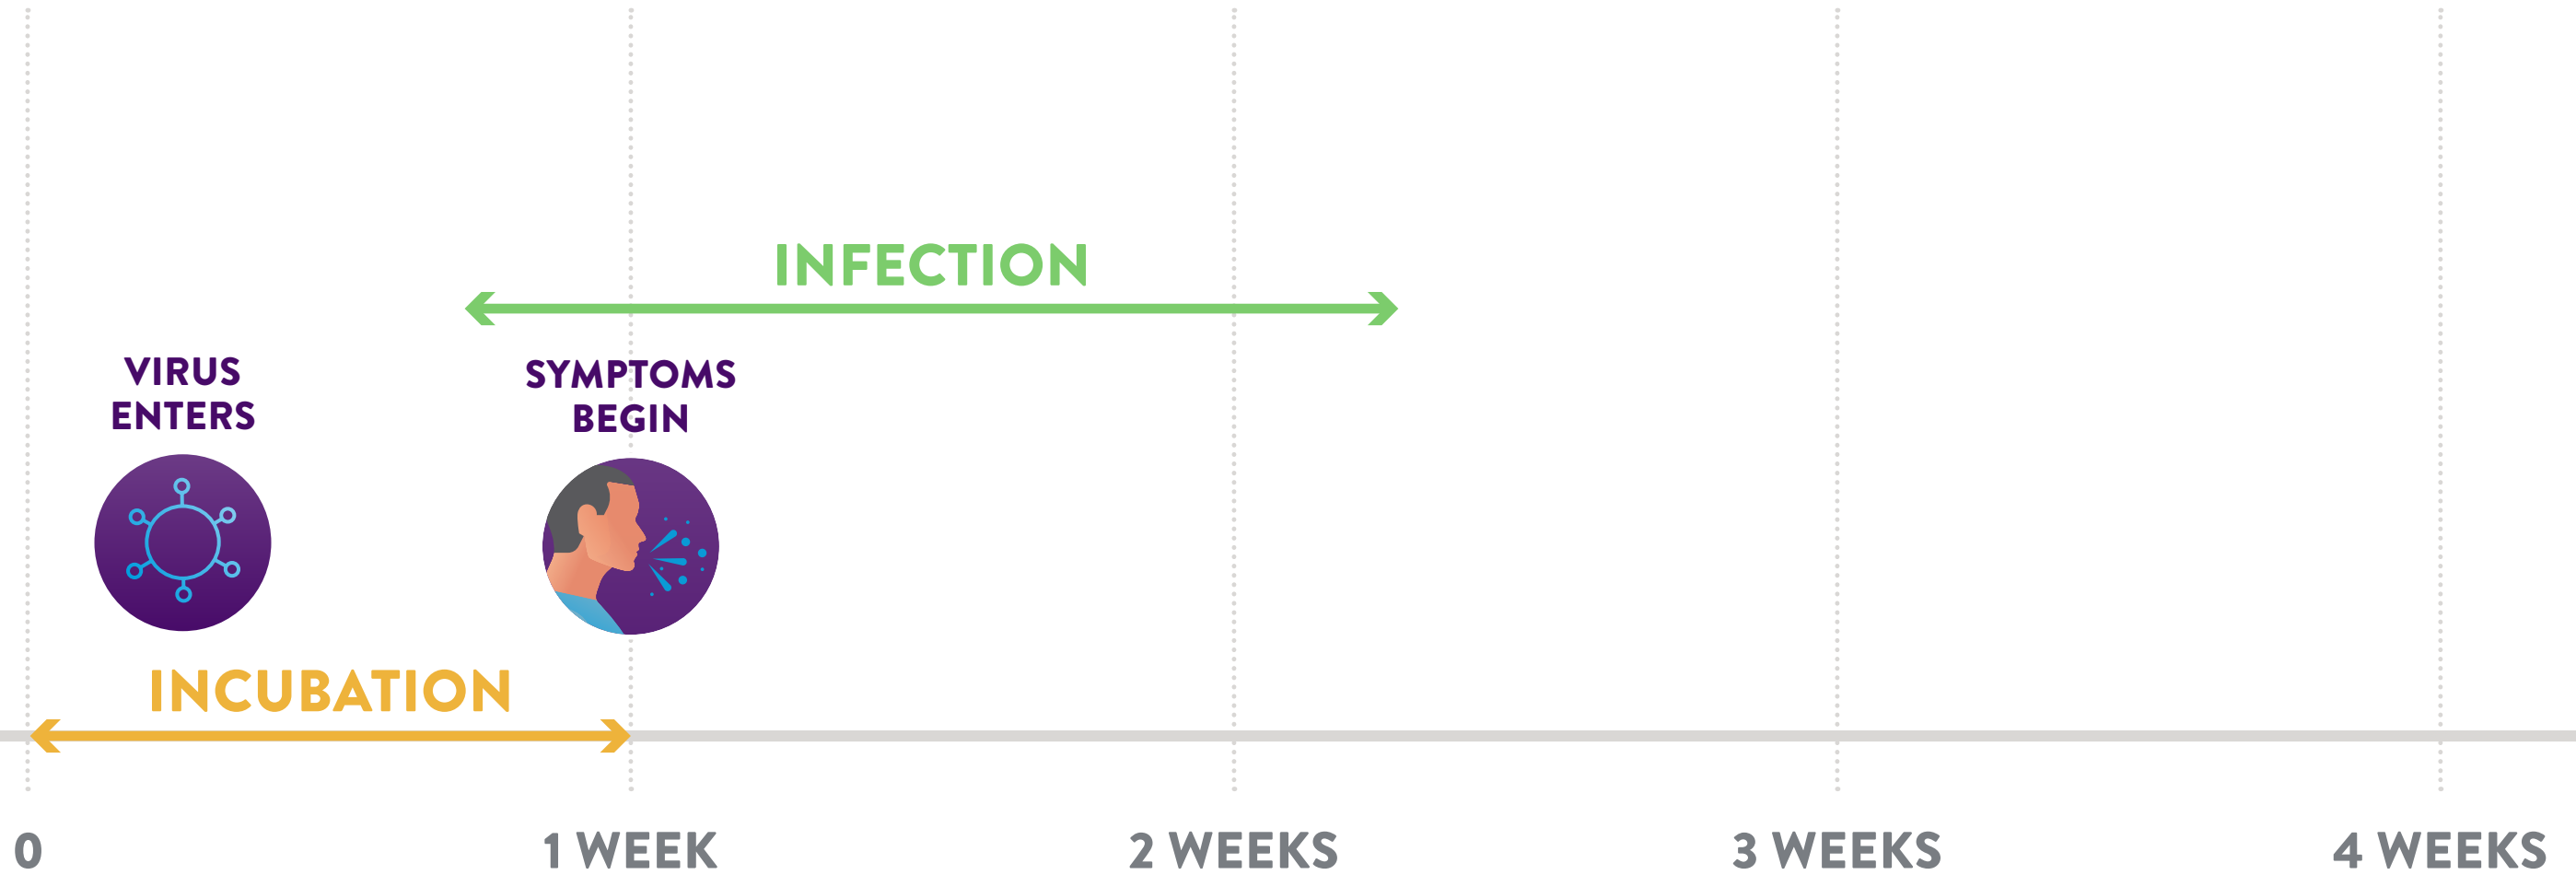 INFECTION
VIRUS
ENTERS
SYMPTOMS
BEGIN
INCUBATION
0
1 WEEK
2 WEEKS
3 WEEKS
4 WEEKS